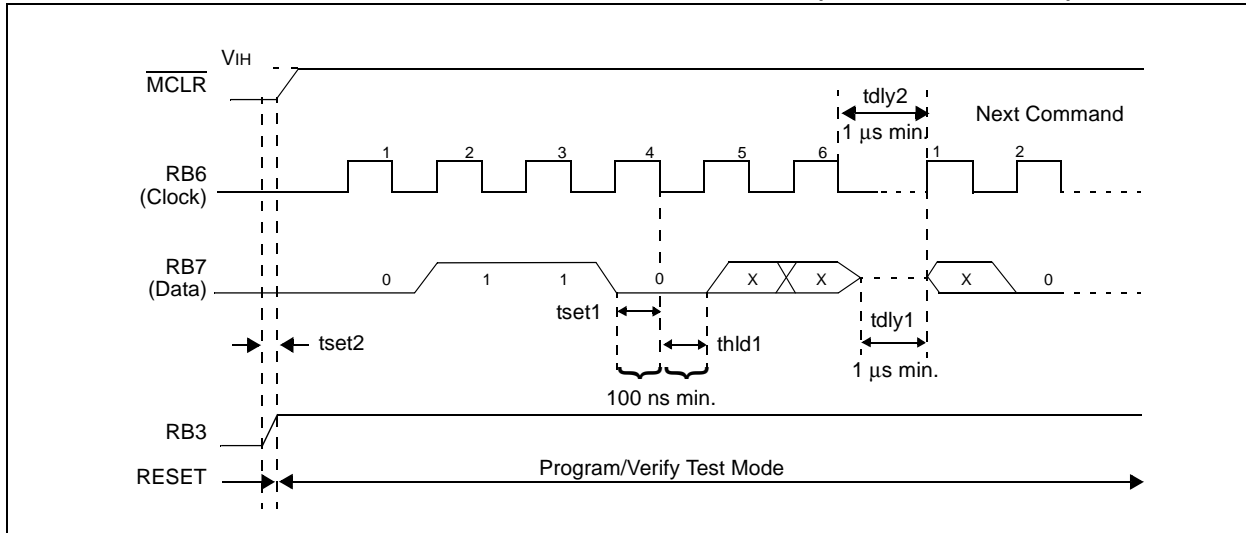 VIH
MCLR
tdly2
1 µs min.
Next Command
1 2 3 4 5 6 1 2
RB6
(Clock)
RB7
(Data)
0 1 1 0 X X X 0
tset1
thld1
tdly1
1 µs min.
tset2
100 ns min.
RB3
RESET
Program/Verify Test Mode